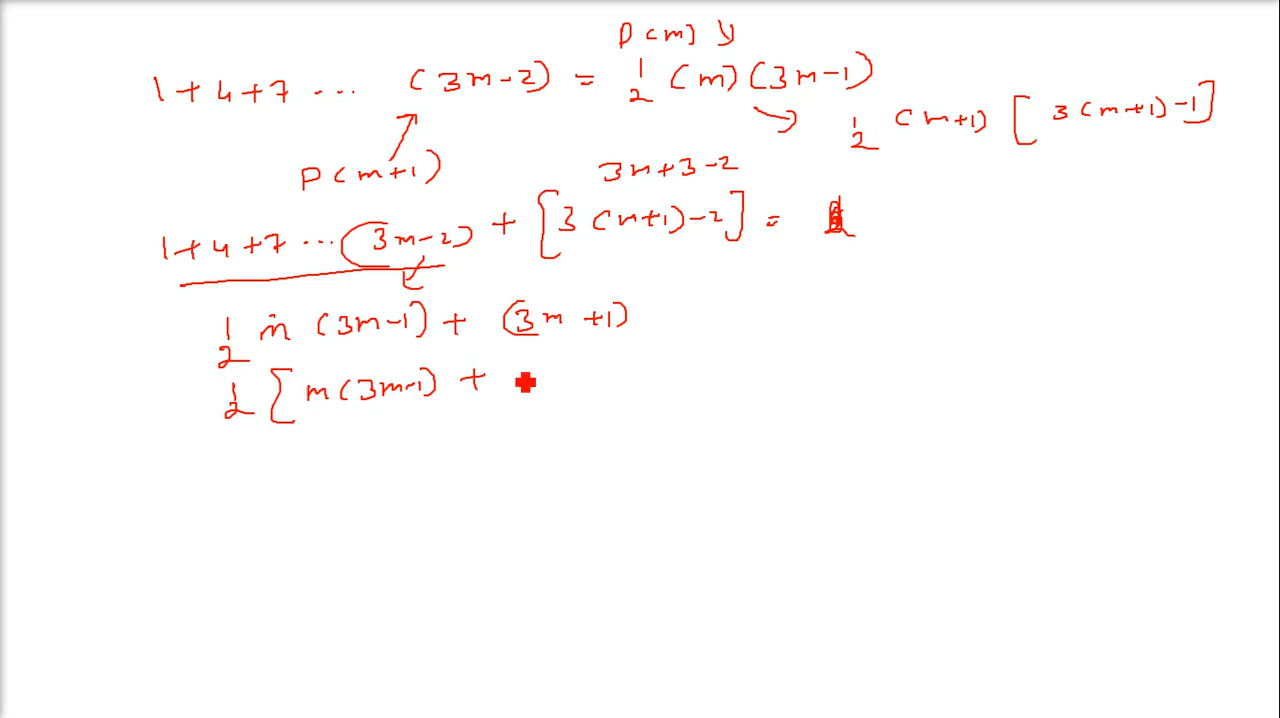 P(m) y
1 + 4 + 7 ... (3m-2) = 1/2 (m) (3m-1)
1/2 (m+1) [ 3(m+1)-1 ]
P(m+1)
3m+3-2
1 + 4 + 7 ... (3m-2) + [3(m+1)-2] =
1/2 m (3m-1) + (3m+1)
1/2 [ m(3m-1) +